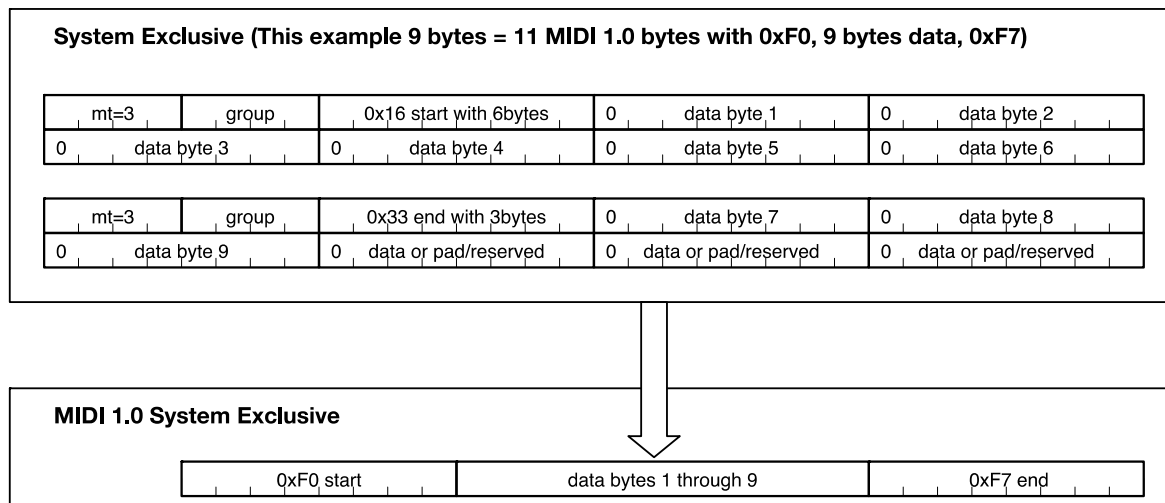 System Exclusive (This example 9 bytes = 11 MIDI 1.0 bytes with 0xF0, 9 bytes data, 0xF7)
mt=3 group 0x16 start with 6bytes 0 data byte 1 0 data byte 2
0 data byte 3 0 data byte 4 0 data byte 5 0 data byte 6
mt=3 group 0x33 end with 3bytes 0 data byte 7 0 data byte 8
0 data byte 9 0 data or pad/reserved 0 data or pad/reserved 0 data or pad/reserved
MIDI 1.0 System Exclusive
0xF0 start data bytes 1 through 9 0xF7 end